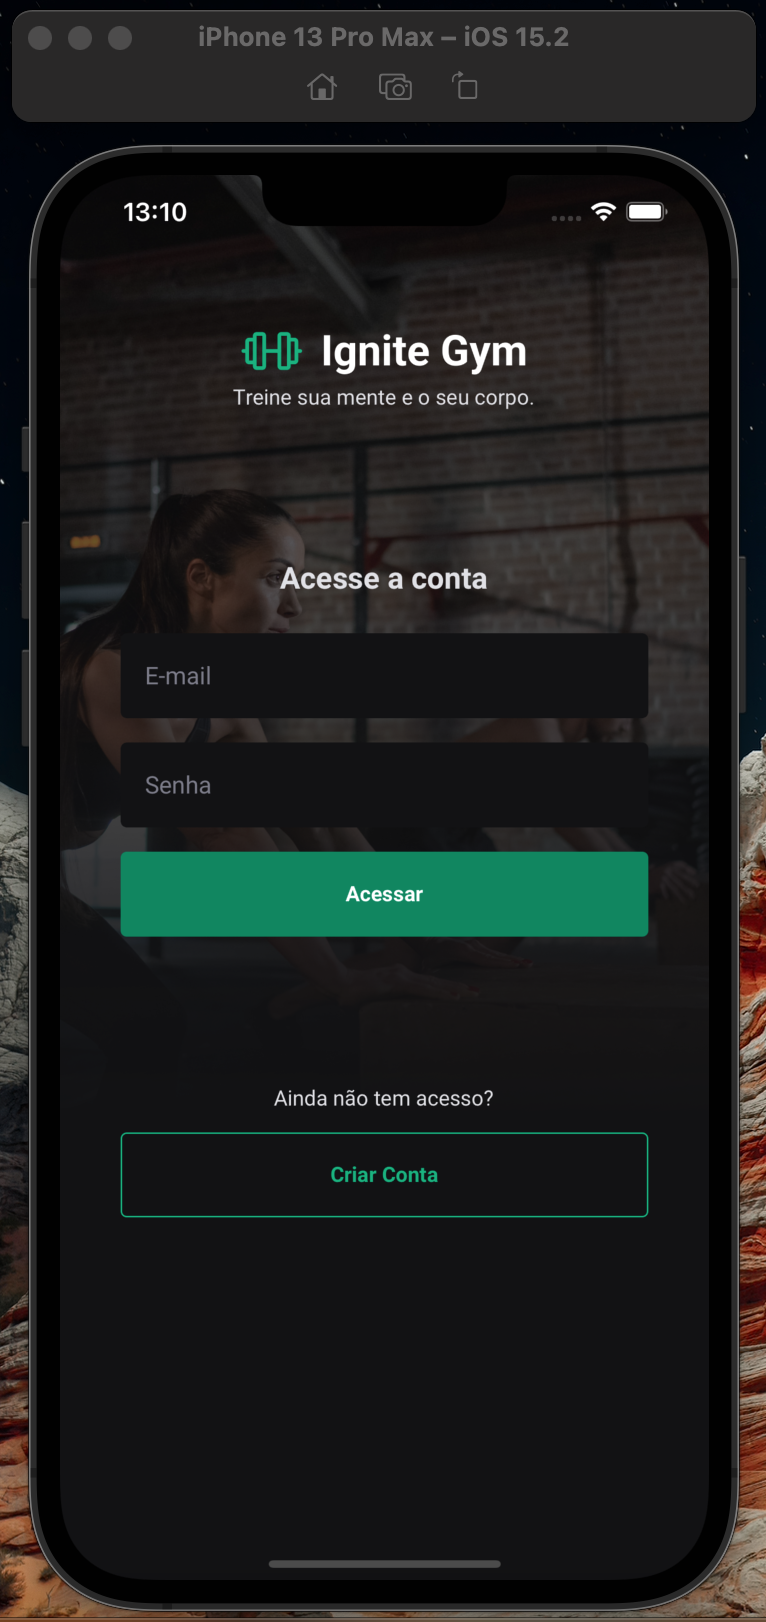 iPhone 13 Pro Max – iOS 15.2
13:10
Ignite Gym
Treine sua mente e o seu corpo.
Acesse a conta
E-mail
Senha
Acessar
Ainda não tem acesso?
Criar Conta